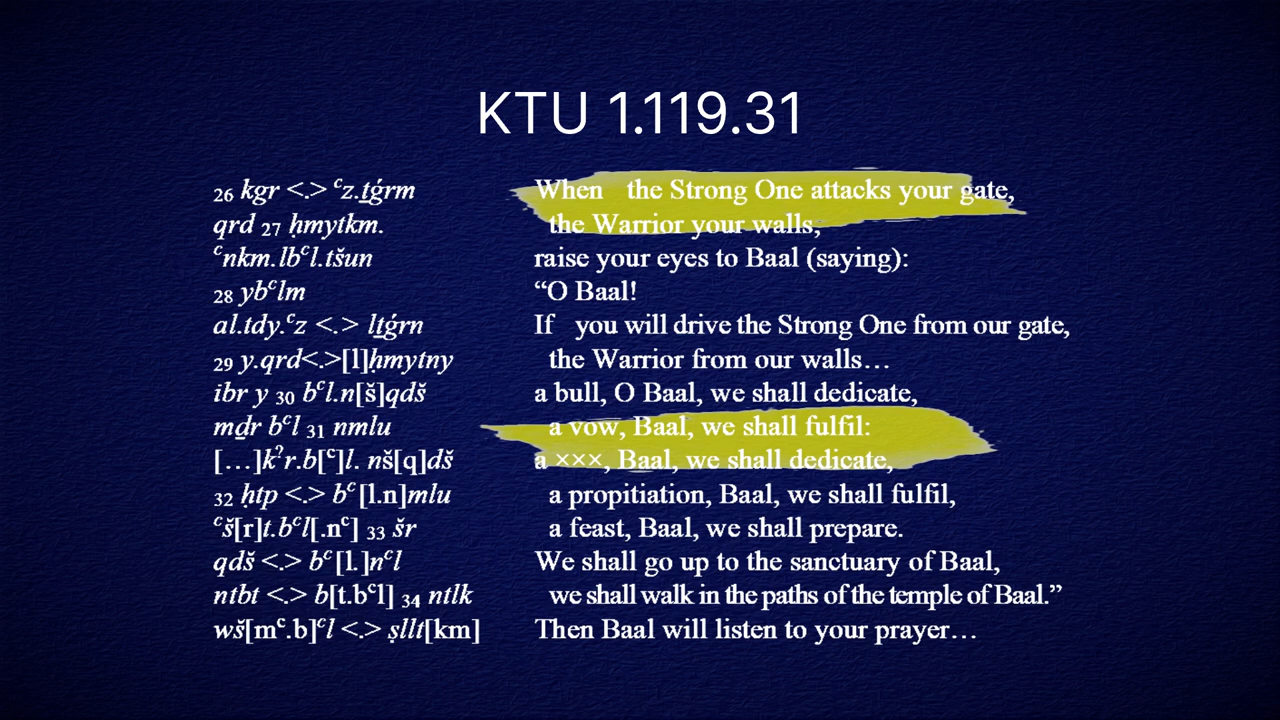 KTU 1.119.31
26 kgr <.> ᶜz.ṯǵrm When the Strong One attacks your gate,
qrd 27 ḥmytkm. the Warrior your walls,
ᶜnkm.lbᶜl.tšun raise your eyes to Baal (saying):
28 ybᶜlm “O Baal!
al.tdy.ᶜz <.> lṯǵrn If you will drive the Strong One from our gate,
29 y.qrd<.>[l]ḥmytny the Warrior from our walls…
ibr y 30 bᶜl.n[š]qdš a bull, O Baal, we shall dedicate,
mḏr bᶜl 31 nmlu a vow, Baal, we shall fulfil:
[…]kˀr.b[ᶜ]l. nš[q]dš a ×××, Baal, we shall dedicate,
32 ḥtp <.> bᶜ[l.n]mlu a propitiation, Baal, we shall fulfil,
ᶜš[r]t.bᶜl[.nᶜ] 33 šr a feast, Baal, we shall prepare.
qdš <.> bᶜ[l.]nᶜl We shall go up to the sanctuary of Baal,
ntbt <.> b[t.bᶜl] 34 ntlk we shall walk in the paths of the temple of Baal.”
wš[mᶜ.b]ᶜl <.> ṣllt[km] Then Baal will listen to your prayer…